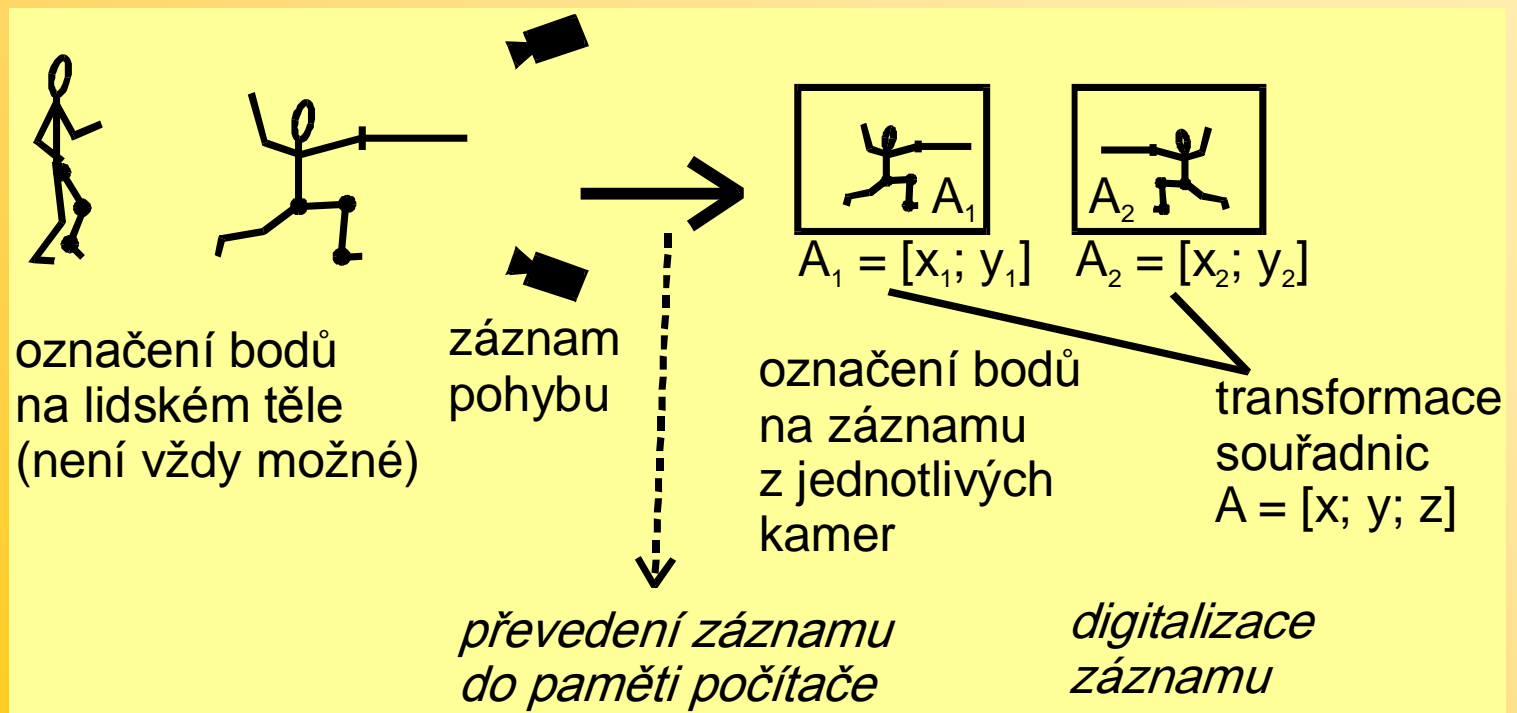 označení bodů
na lidském těle
(není vždy možné)
záznam
pohybu
A₁
A₁ = [x₁; y₁]
A₂
A₂ = [x₂; y₂]
označení bodů
na záznamu
z jednotlivých
kamer
transformace
souřadnic
A = [x; y; z]
převedení záznamu
do paměti počítače
digitalizace
záznamu